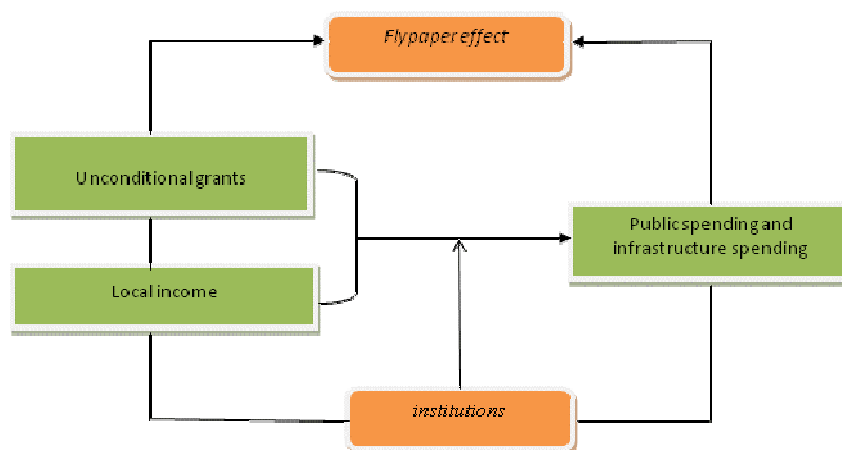 Flypaper effect
Unconditional grants
Public spending and
infrastructure spending
Local income
institutions